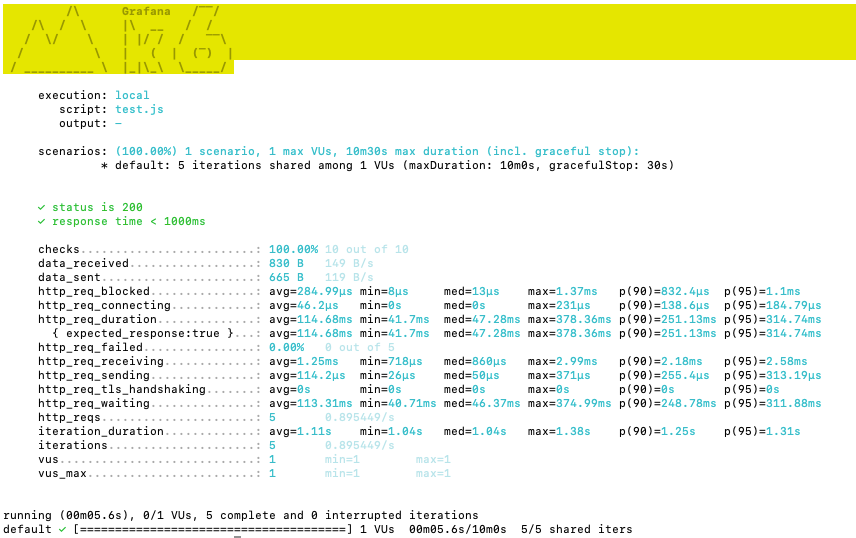 Grafana
execution: local
script: test.js
output: –
scenarios: (100.00%) 1 scenario, 1 max VUs, 10m30s max duration (incl. graceful stop):
* default: 5 iterations shared among 1 VUs (maxDuration: 10m0s, gracefulStop: 30s)
✓ status is 200
✓ response time < 1000ms
checks.........................: 100.00% 10 out of 10
data_received..................: 830 B 149 B/s
data_sent......................: 665 B 119 B/s
http_req_blocked...............: avg=284.99µs min=8µs med=13µs max=1.37ms p(90)=832.4µs p(95)=1.1ms
http_req_connecting............: avg=46.2µs min=0s med=0s max=231µs p(90)=138.6µs p(95)=184.79µs
http_req_duration..............: avg=114.68ms min=41.7ms med=47.28ms max=378.36ms p(90)=251.13ms p(95)=314.74ms
{ expected_response:true }...: avg=114.68ms min=41.7ms med=47.28ms max=378.36ms p(90)=251.13ms p(95)=314.74ms
http_req_failed................: 0.00% 0 out of 5
http_req_receiving.............: avg=1.25ms min=718µs med=860µs max=2.99ms p(90)=2.18ms p(95)=2.58ms
http_req_sending...............: avg=114.2µs min=26µs med=50µs max=371µs p(90)=255.4µs p(95)=313.19µs
http_req_tls_handshaking.......: avg=0s min=0s med=0s max=0s p(90)=0s p(95)=0s
http_req_waiting...............: avg=113.31ms min=40.71ms med=46.37ms max=374.99ms p(90)=248.78ms p(95)=311.88ms
http_reqs......................: 5 0.895449/s
iteration_duration.............: avg=1.11s min=1.04s med=1.04s max=1.38s p(90)=1.25s p(95)=1.31s
iterations.....................: 5 0.895449/s
vus............................: 1 min=1 max=1
vus_max........................: 1 min=1 max=1
running (00m05.6s), 0/1 VUs, 5 complete and 0 interrupted iterations
default ✓ [======================================] 1 VUs 00m05.6s/10m0s 5/5 shared iters